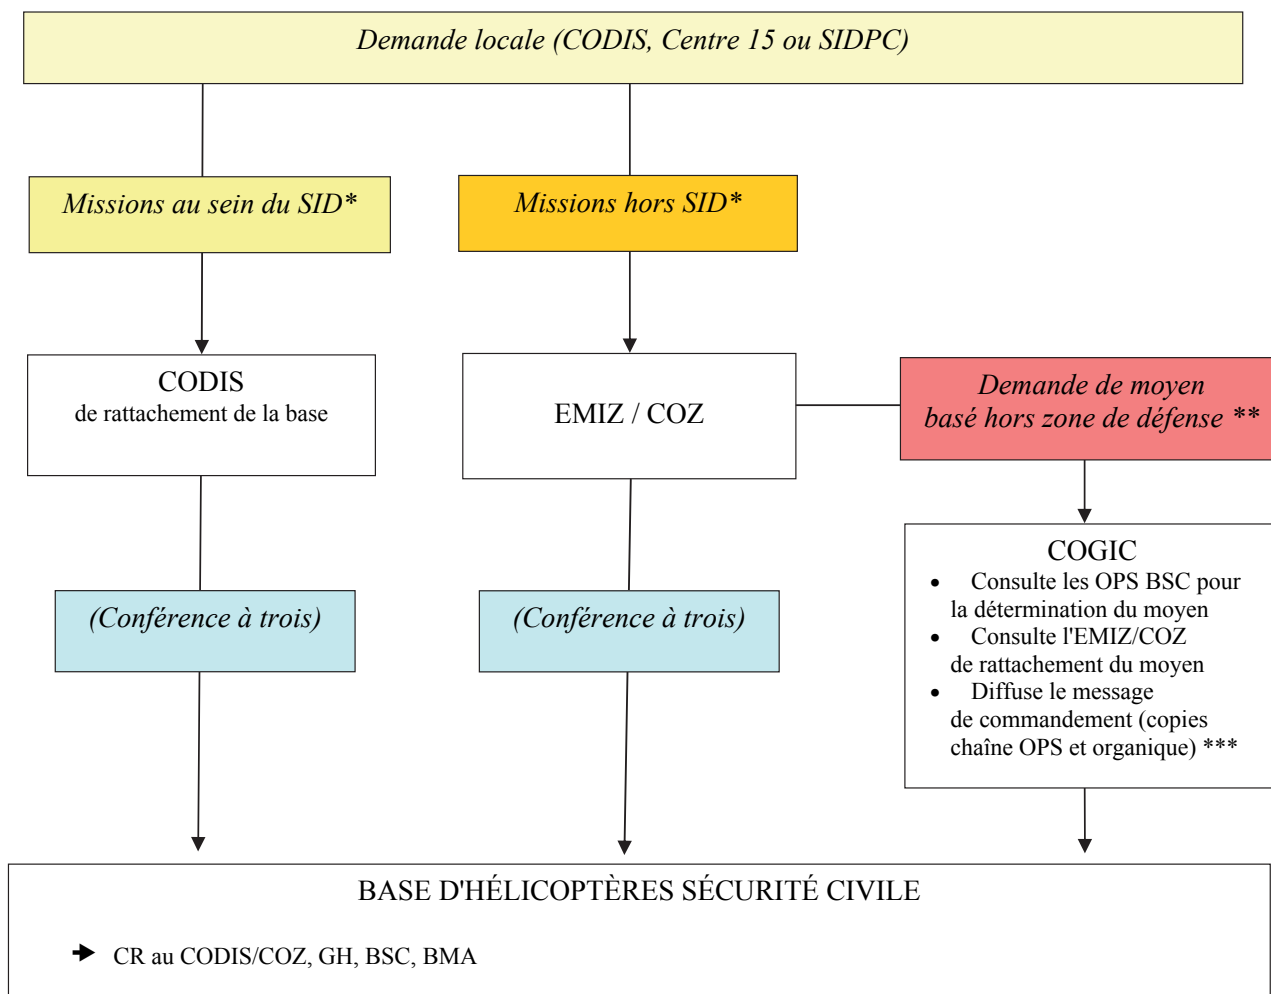 Demande locale (CODIS, Centre 15 ou SIDPC)
Missions au sein du SID*
Missions hors SID*
CODIS
de rattachement de la base
EMIZ / COZ
Demande de moyen
basé hors zone de défense **
(Conférence à trois)
(Conférence à trois)
COGIC
• Consulte les OPS BSC pour
la détermination du moyen
• Consulte l'EMIZ/COZ
de rattachement du moyen
• Diffuse le message
de commandement (copies
chaîne OPS et organique) ***
BASE D'HÉLICOPTÈRES SÉCURITÉ CIVILE
➔ CR au CODIS/COZ, GH, BSC, BMA